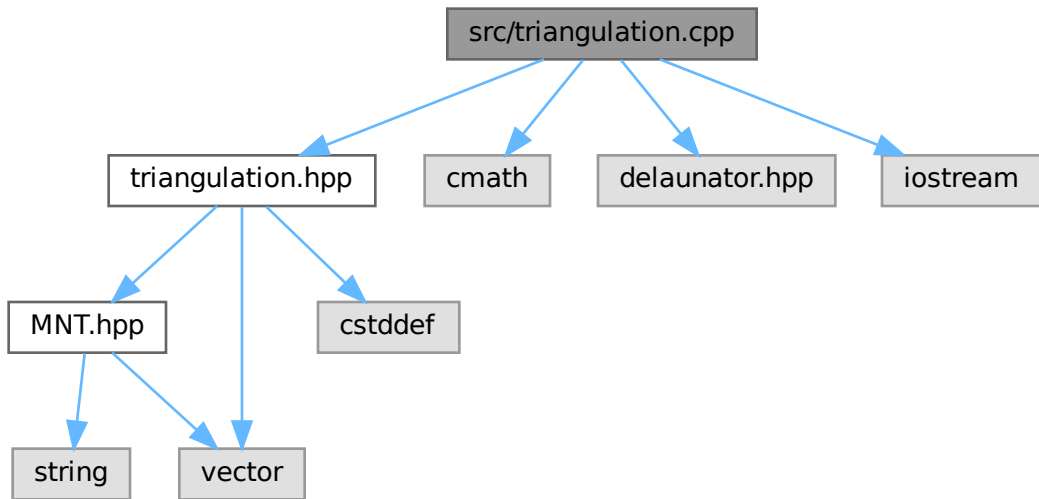 src/triangulation.cpp
triangulation.hpp
cmath
delaunator.hpp
iostream
MNT.hpp
cstddef
string
vector